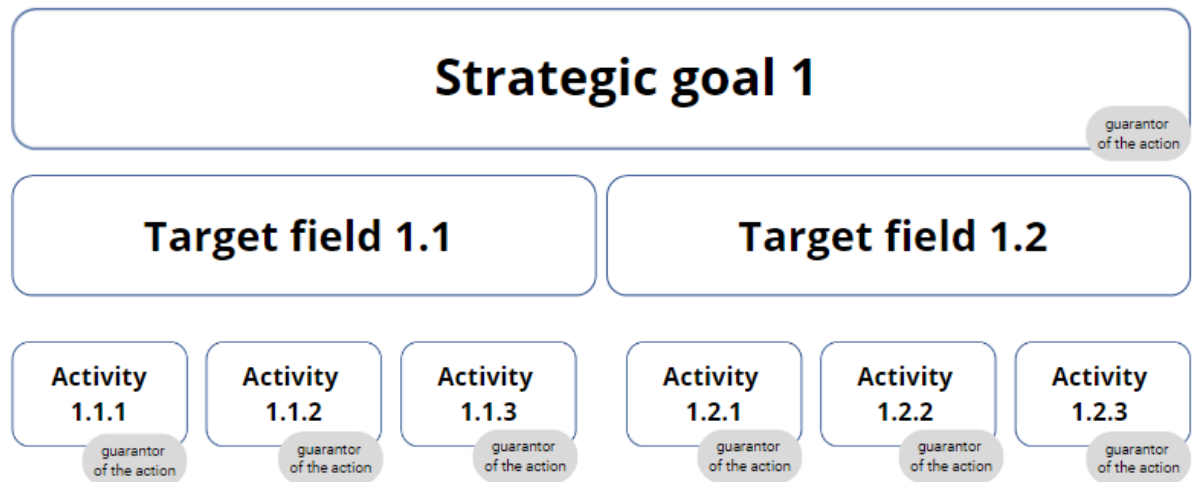 Strategic goal 1
guarantor
of the action
Target field 1.1
Target field 1.2
Activity
1.1.1
guarantor
of the action
Activity
1.1.2
guarantor
of the action
Activity
1.1.3
guarantor
of the action
Activity
1.2.1
guarantor
of the action
Activity
1.2.2
guarantor
of the action
Activity
1.2.3
guarantor
of the action